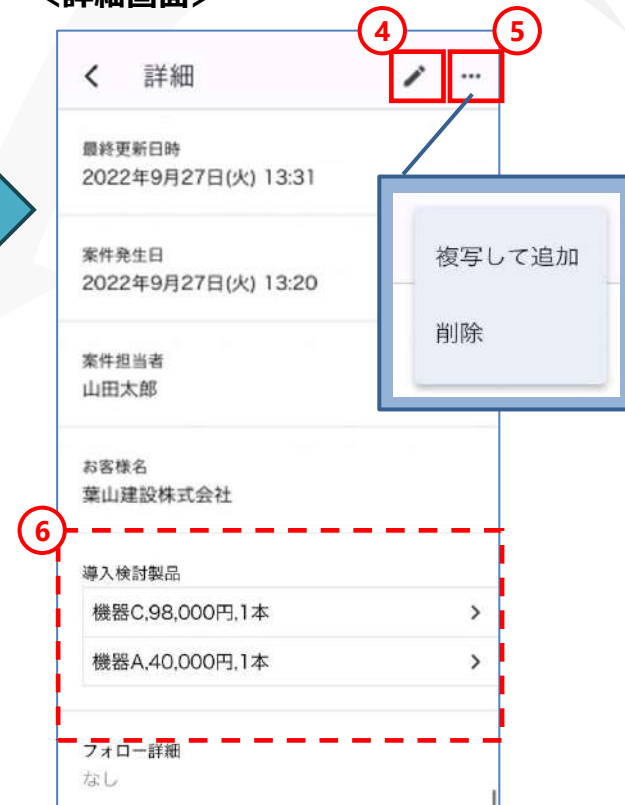 <詳細画面>
④ ⑤
詳細
最終更新日時
2022年9月27日(火) 13:31
案件発生日
2022年9月27日(火) 13:20
複写して追加
削除
案件担当者
山田太郎
お客様名
葉山建設株式会社
⑥
導入検討製品
機器C,98,000円,1本
機器A,40,000円,1本
フォロー詳細
なし